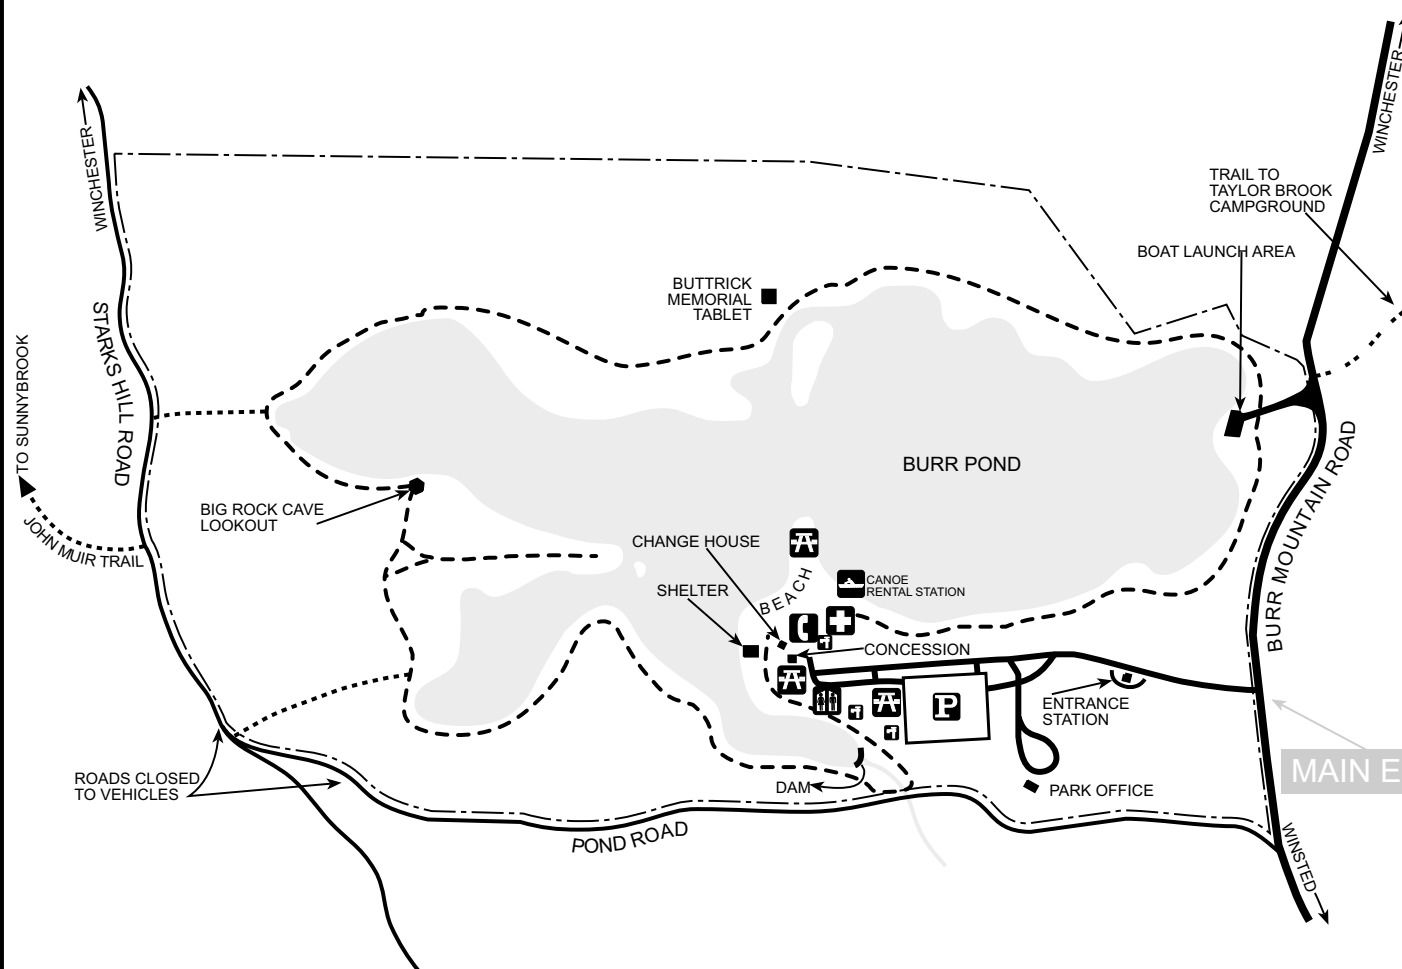 WINCHESTER
WINCHESTER
TRAIL TO
TAYLOR BROOK
CAMPGROUND
BOAT LAUNCH AREA
BUTTRICK
MEMORIAL
TABLET
STARKS HILL ROAD
TO SUNNYBROOK
BURR POND
BURR MOUNTAIN ROAD
BIG ROCK CAVE
LOOKOUT
JOHN MUIR TRAIL
CHANGE HOUSE
SHELTER
BEACH
CANOE
RENTAL STATION
CONCESSION
P
ENTRANCE
STATION
MAIN E
ROADS CLOSED
TO VEHICLES
DAM
PARK OFFICE
POND ROAD
WINSTED